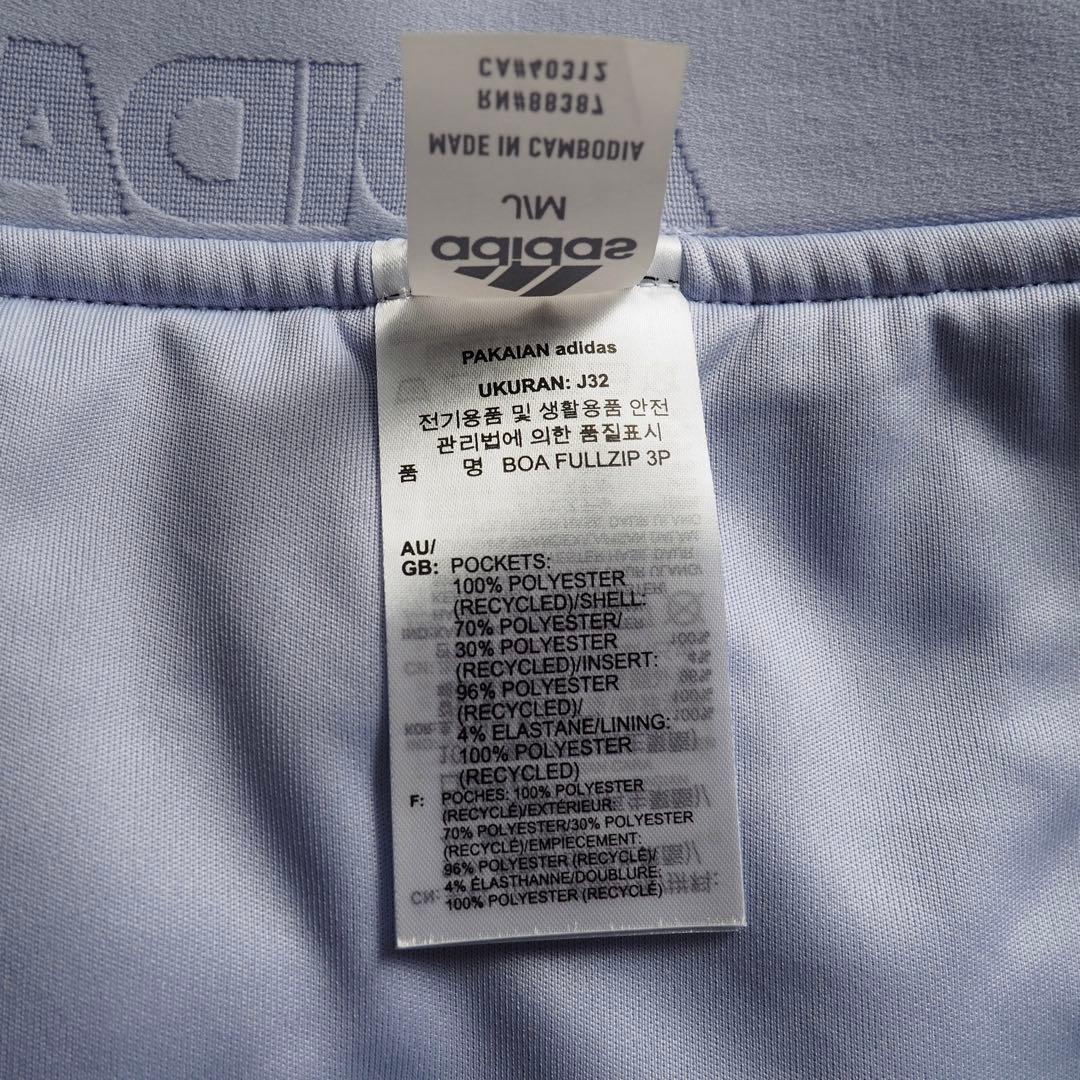 ADIDA
CA#40312
RN#88387
MADE IN CAMBODIA
M\J
adidas
PAKAIAN adidas
UKURAN: J32
전기용품 및 생활용품 안전
관리법에 의한 품질표시
품 명 BOA FULLZIP 3P
AU/
GB: POCKETS:
100% POLYESTER
(RECYCLED)/SHELL:
70% POLYESTER/
30% POLYESTER
(RECYCLED)/INSERT:
96% POLYESTER
(RECYCLED)/
4% ELASTANE/LINING:
100% POLYESTER
(RECYCLED)
F: POCHES: 100% POLYESTER
(RECYCLÉ)/EXTÉRIEUR:
70% POLYESTER/30% POLYESTER
(RECYCLÉ)/EMPIECEMENT:
96% POLYESTER (RECYCLÉ)/
4% ÉLASTHANNE/DOUBLURE:
100% POLYESTER (RECYCLÉ)